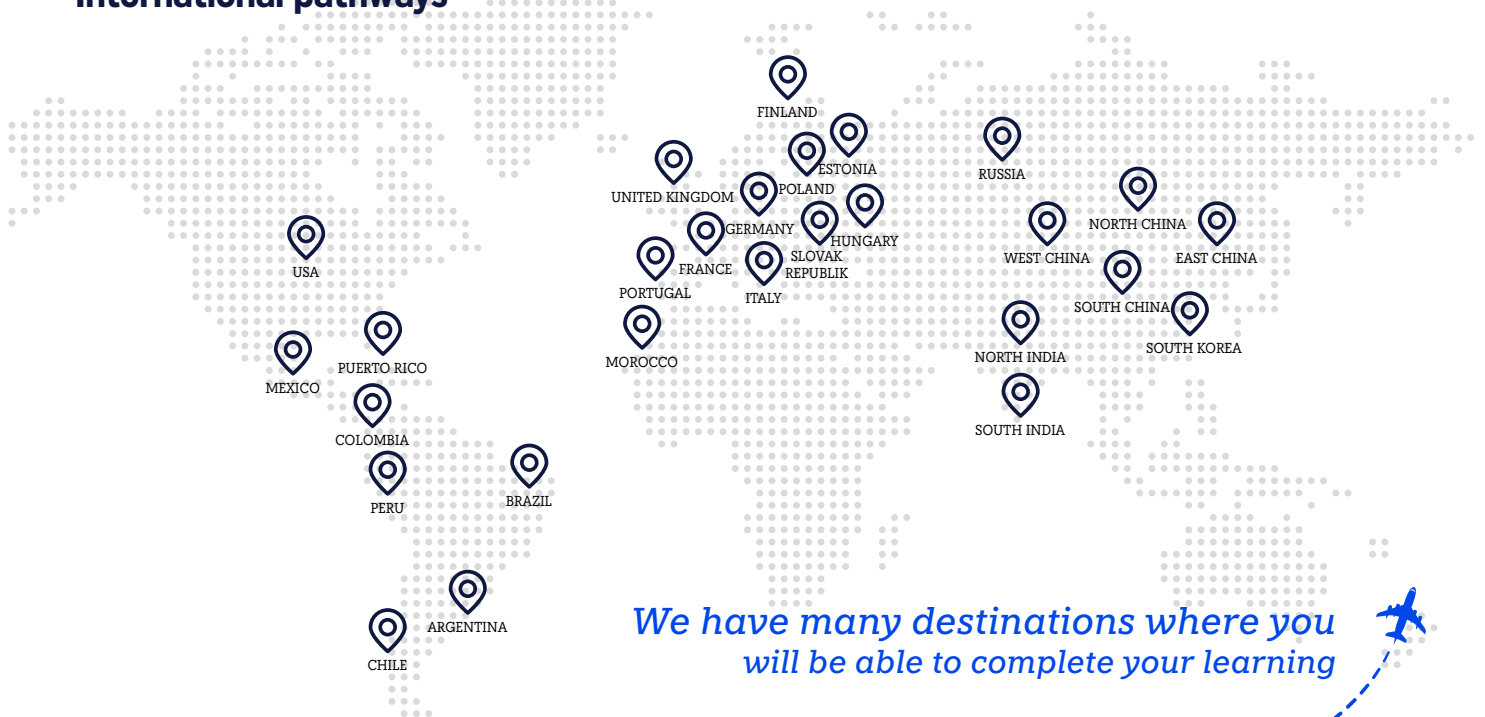 International pathways
FINLAND
ESTONIA
RUSSIA
UNITED KINGDOM
POLAND
NORTH CHINA
GERMANY
HUNGARY
USA
FRANCE
SLOVAK
REPUBLIK
WEST CHINA
EAST CHINA
PORTUGAL
ITALY
SOUTH CHINA
SOUTH KOREA
MOROCCO
NORTH INDIA
PUERTO RICO
MEXICO
COLOMBIA
SOUTH INDIA
PERU
BRAZIL
ARGENTINA
CHILE
We have many destinations where you
will be able to complete your learning